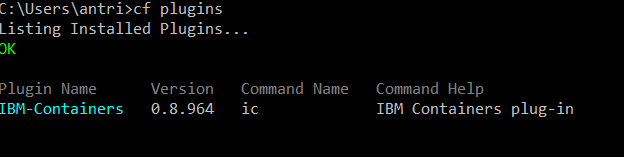 C:\Users\antri>cf plugins
Listing Installed Plugins...
OK
Plugin Name Version Command Name Command Help
IBM-Containers 0.8.964 ic IBM Containers plug-in